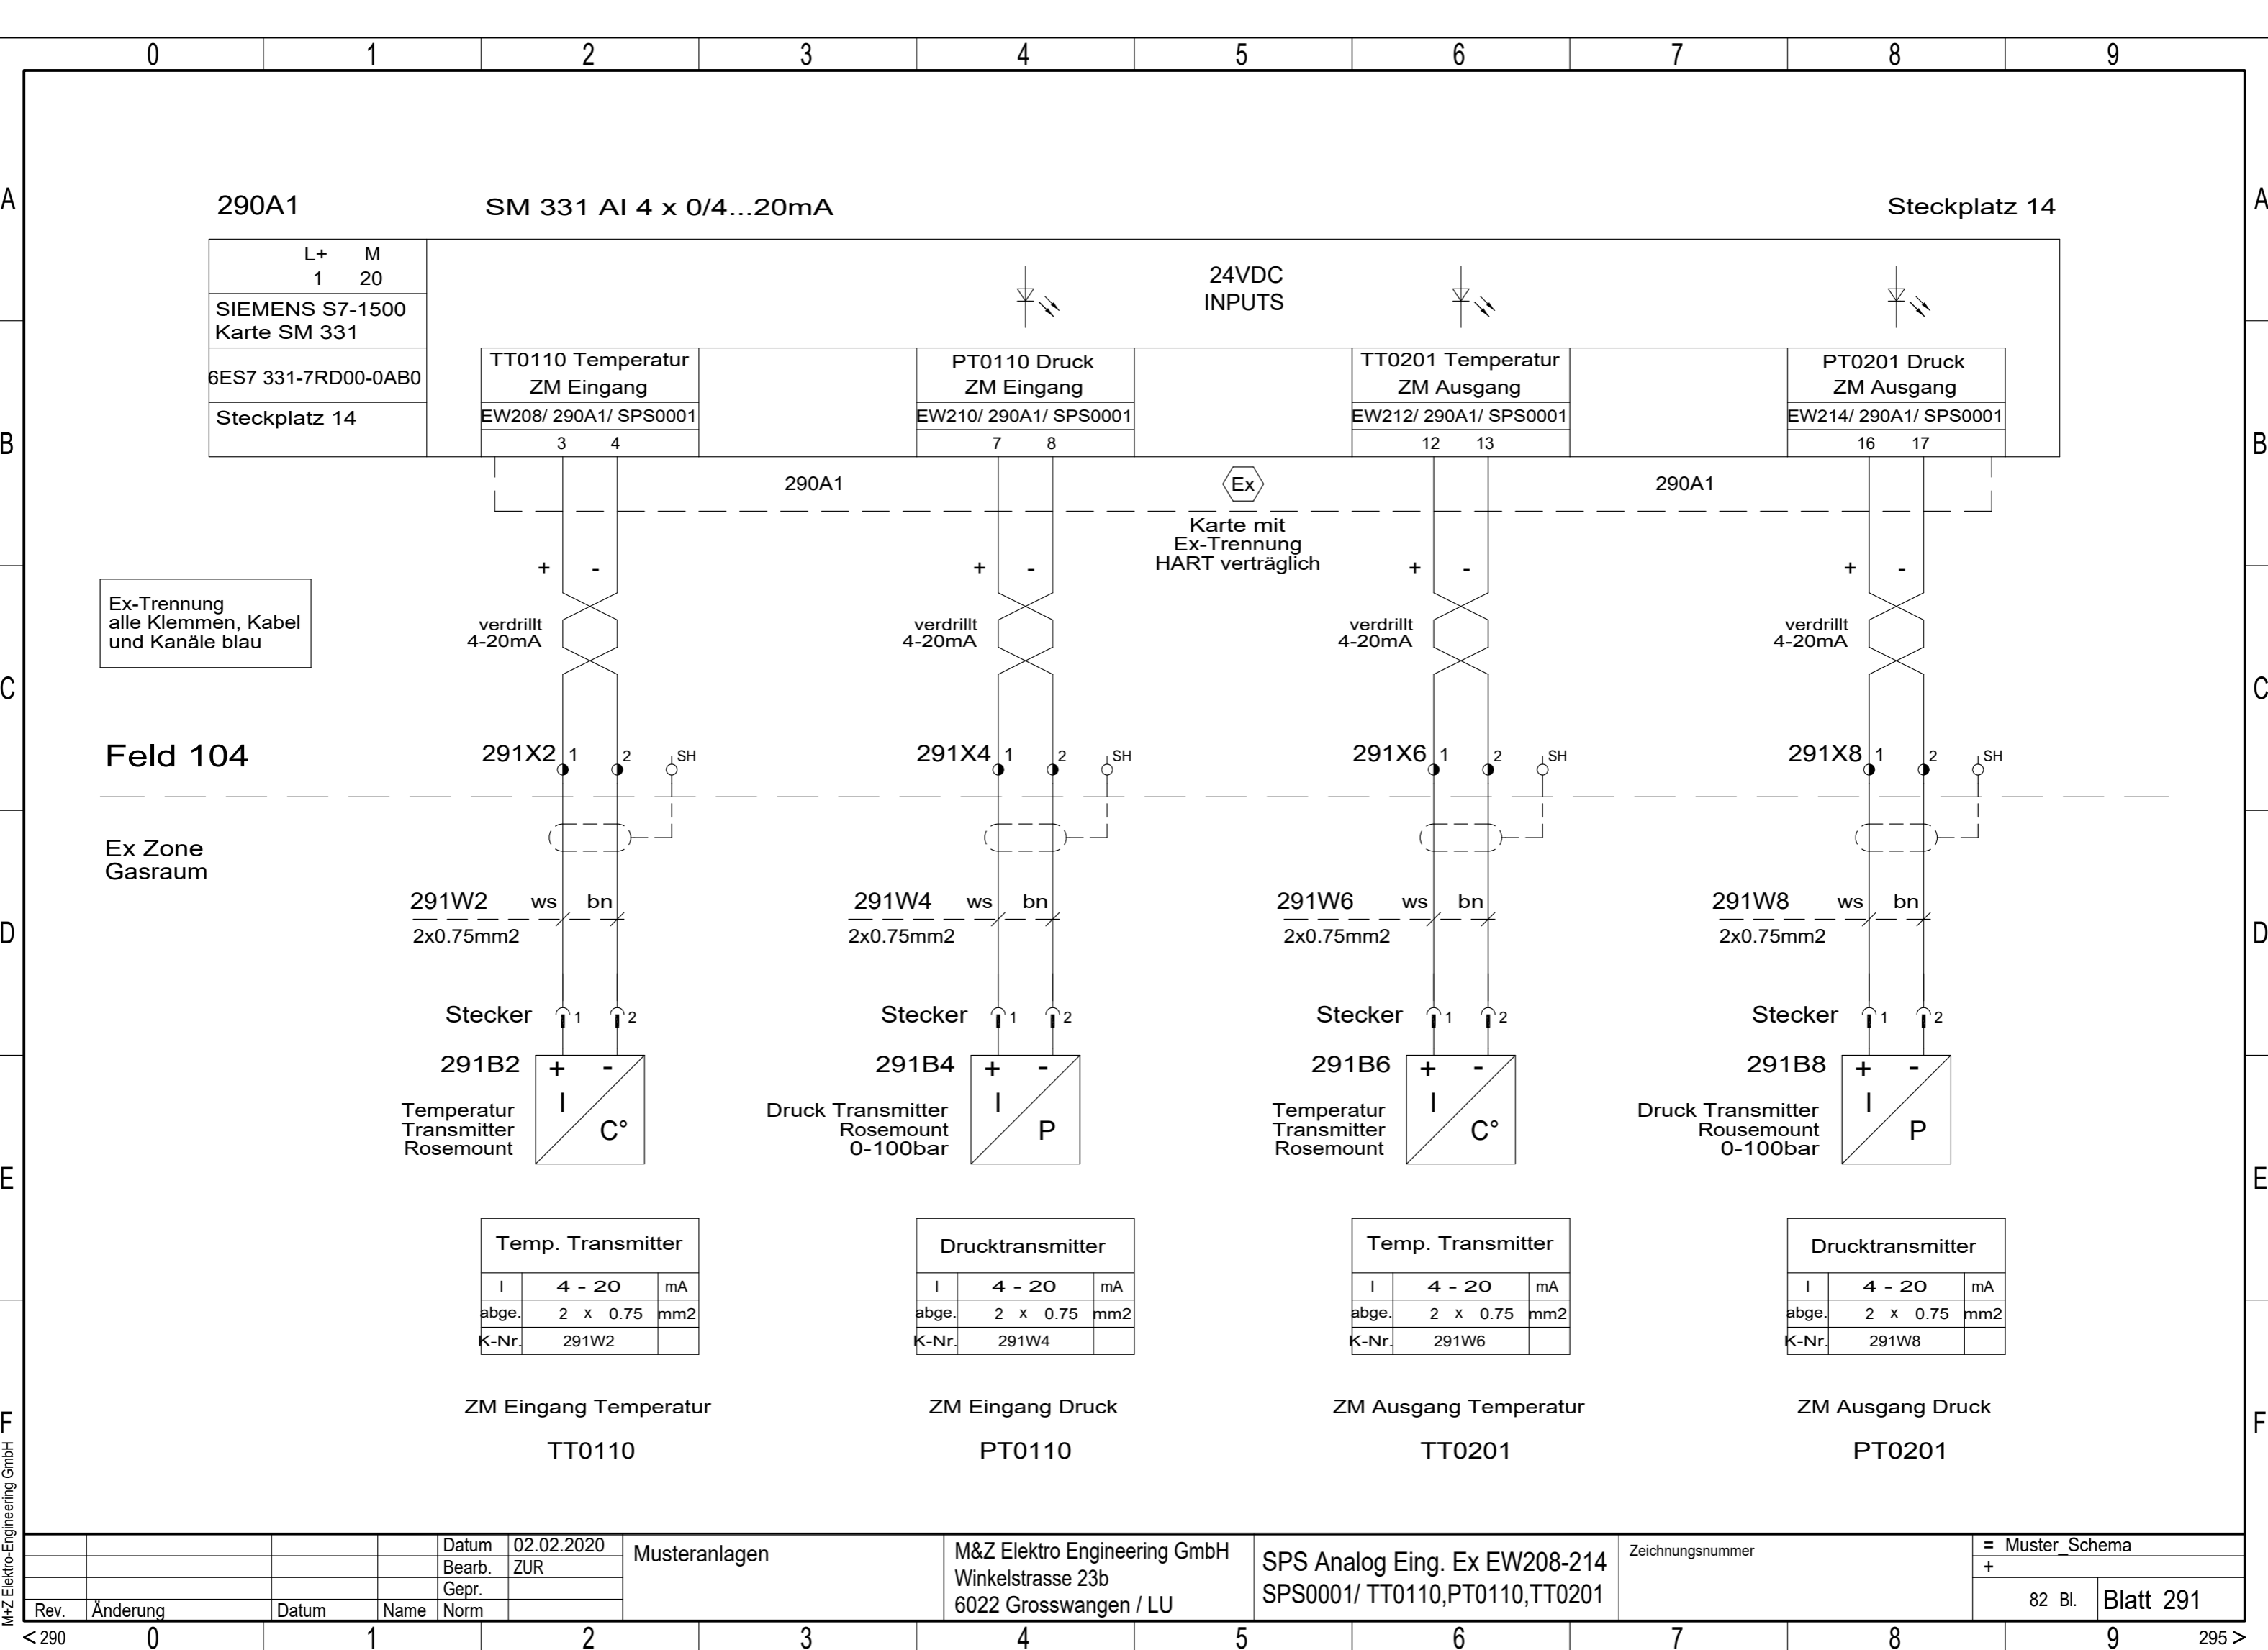 0 1 2 3 4 5 6 7 8 9
A A
290A1 SM 331 AI 4 x 0/4...20mA Steckplatz 14
L+ M
1 20
SIEMENS S7-1500
Karte SM 331
6ES7 331-7RD00-0AB0
Steckplatz 14
24VDC
INPUTS
TT0110 Temperatur
ZM Eingang
EW208/ 290A1/ SPS0001
3 4
PT0110 Druck
ZM Eingang
EW210/ 290A1/ SPS0001
7 8
TT0201 Temperatur
ZM Ausgang
EW212/ 290A1/ SPS0001
12 13
PT0201 Druck
ZM Ausgang
EW214/ 290A1/ SPS0001
16 17
B B
290A1 Ex 290A1
Karte mit
Ex-Trennung
HART verträglich
+ - + - + - + -
Ex-Trennung
alle Klemmen, Kabel
und Kanäle blau
verdrillt
4-20mA
verdrillt
4-20mA
verdrillt
4-20mA
verdrillt
4-20mA
C C
Feld 104
291X2 1 2 SH
291X4 1 2 SH
291X6 1 2 SH
291X8 1 2 SH
Ex Zone
Gasraum
291W2 ws bn
2x0.75mm2
291W4 ws bn
2x0.75mm2
291W6 ws bn
2x0.75mm2
291W8 ws bn
2x0.75mm2
D D
Stecker 1 2
Stecker 1 2
Stecker 1 2
Stecker 1 2
291B2 + -
I C°
Temperatur
Transmitter
Rosemount
291B4 + -
I P
Druck Transmitter
Rosemount
0-100bar
291B6 + -
I C°
Temperatur
Transmitter
Rosemount
291B8 + -
I P
Druck Transmitter
Rousemount
0-100bar
E E
Temp. Transmitter
I 4 - 20 mA
abge. 2 x 0.75 mm2
K-Nr. 291W2
Drucktransmitter
I 4 - 20 mA
abge. 2 x 0.75 mm2
K-Nr. 291W4
Temp. Transmitter
I 4 - 20 mA
abge. 2 x 0.75 mm2
K-Nr. 291W6
Drucktransmitter
I 4 - 20 mA
abge. 2 x 0.75 mm2
K-Nr. 291W8
ZM Eingang Temperatur
TT0110
ZM Eingang Druck
PT0110
ZM Ausgang Temperatur
TT0201
ZM Ausgang Druck
PT0201
F F
M+Z Elektro-Engineering GmbH
Rev. Änderung Datum Name
Datum 02.02.2020
Bearb. ZUR
Gepr.
Norm
Musteranlagen
M&Z Elektro Engineering GmbH
Winkelstrasse 23b
6022 Grosswangen / LU
SPS Analog Eing. Ex EW208-214
SPS0001/ TT0110,PT0110,TT0201
Zeichnungsnummer
= Muster_Schema
+
82 Bl. Blatt 291
< 290 0 1 2 3 4 5 6 7 8 9 295 >